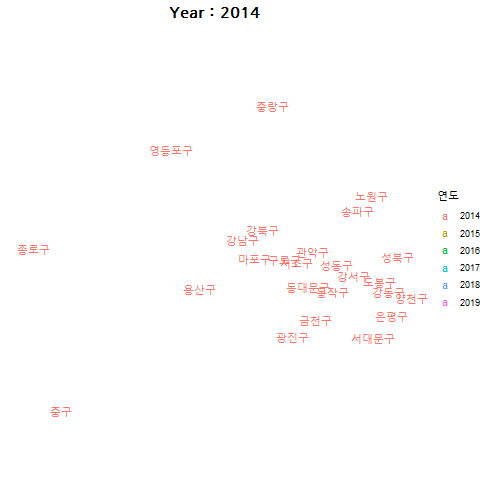 Year : 2014
중랑구
영등포구
노원구
송파구
강북구
강남구
종로구
관악구
마포구
구로구
서초구
성동구
성북구
강서구
도봉구
용산구
동대문구
동작구
강동구
양천구
금천구
은평구
광진구
서대문구
중구
연도
a 2014
a 2015
a 2016
a 2017
a 2018
a 2019